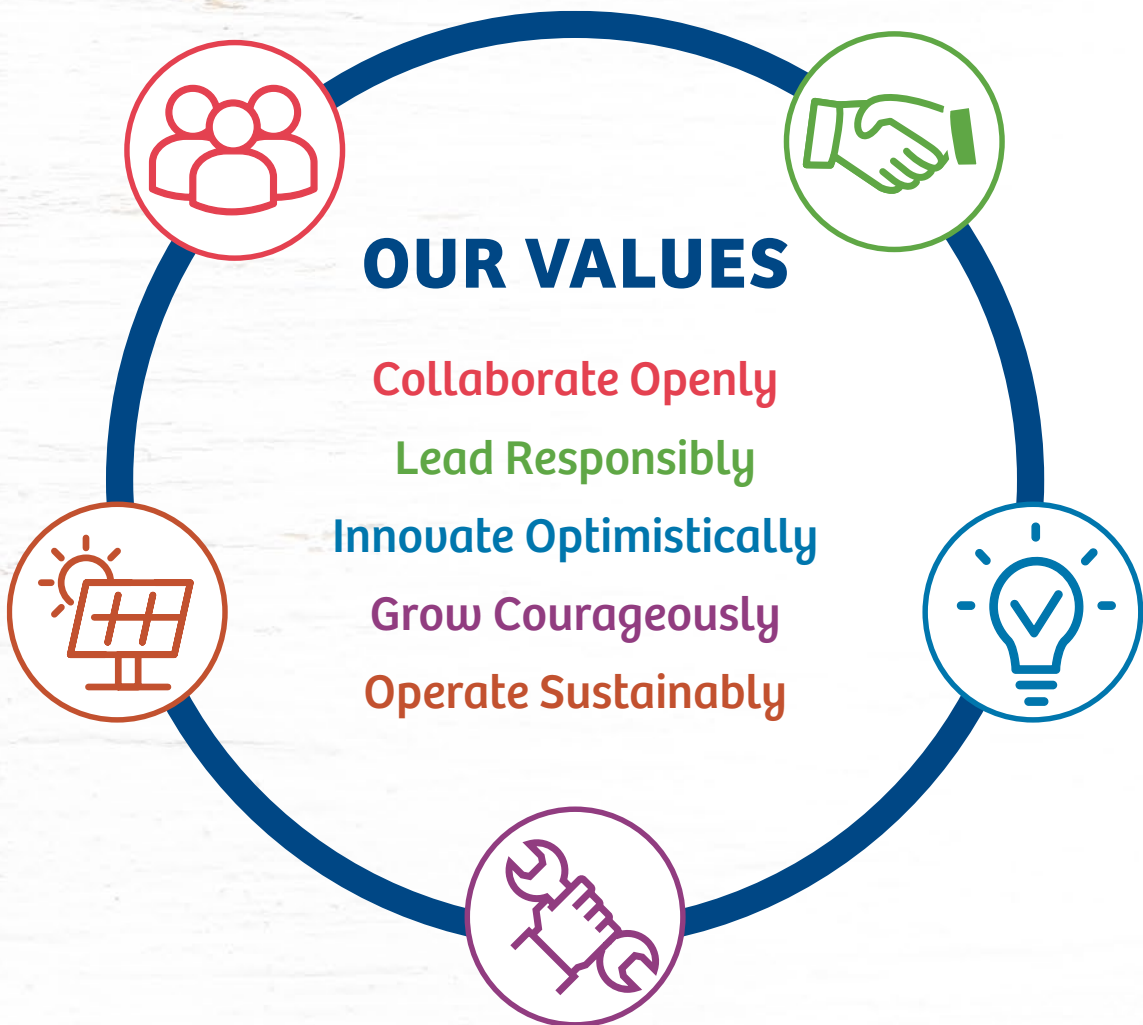 OUR VALUES
Collaborate Openly
Lead Responsibly
Innovate Optimistically
Grow Courageously
Operate Sustainably